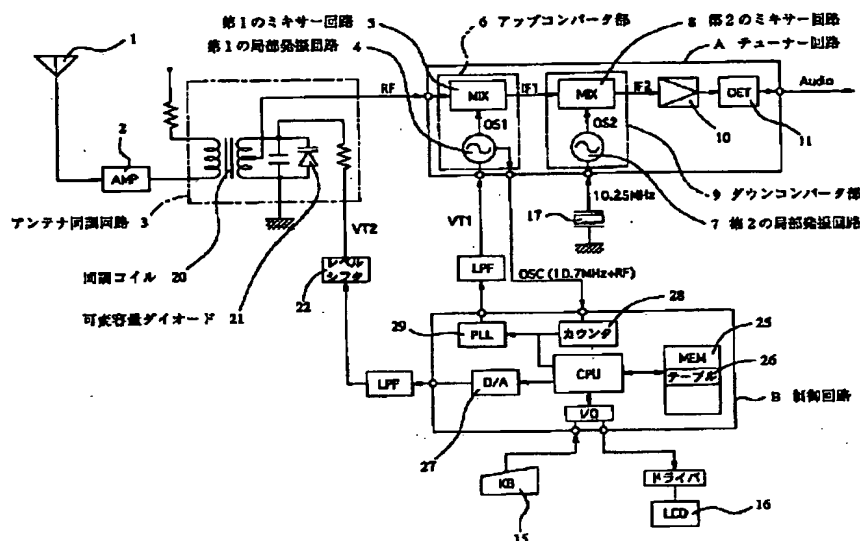 第1のミキサー回路 5
6 アップコンバータ部
8 第2のミキサー回路
第1の局部発振回路 4
A チューナー回路
1
RF
MIX
IF1
MIX
IF2
DET
Audio
OS1
OS2
10
11
2
AMP
アンテナ同調回路 3
VT2
VT1
10.25MHz
17
9 ダウンコンバータ部
7 第2の局部発振回路
同調コイル 20
レベル
シフタ
22
LPF
OSC (10.7MHz+RF)
可変容量ダイオード 21
28
29
PLL
カウンタ
25
MEM
26
テーブル
CPU
LPF
D/A
B 制御回路
I/O
27
KB
15
ドライバ
LCD
16